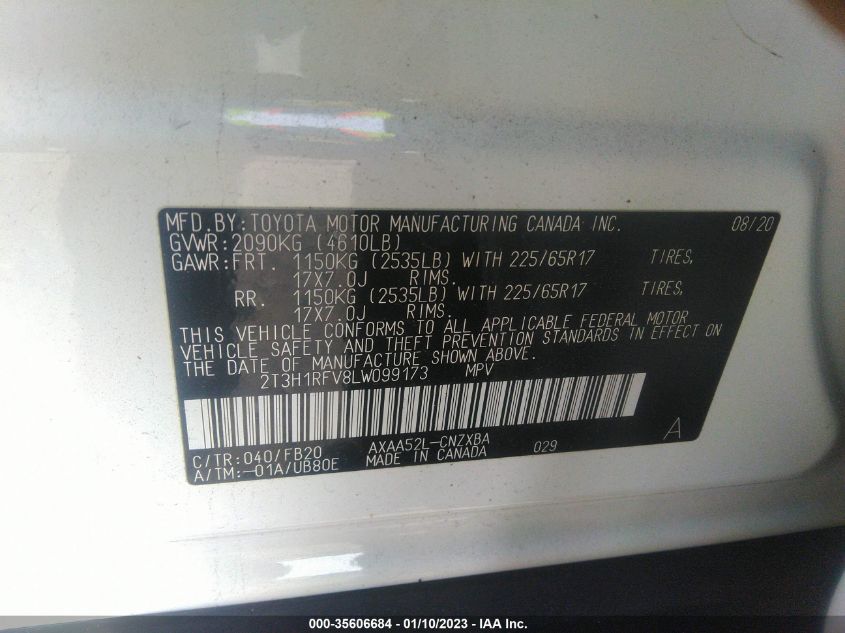 MFD.BY:TOYOTA MOTOR MANUFACTURING CANADA INC. 08/20
GVWR:2090KG (4610LB)
GAWR:FRT. 1150KG (2535LB) WITH 225/65R17 TIRES,
17X7.0J RIMS.
RR. 1150KG (2535LB) WITH 225/65R17 TIRES,
17X7.0J RIMS.
THIS VEHICLE CONFORMS TO ALL APPLICABLE FEDERAL MOTOR
VEHICLE SAFETY AND THEFT PREVENTION STANDARDS IN EFFECT ON
THE DATE OF MANUFACTURE SHOWN ABOVE.
2T3H1RFV8LW099173 MPV
A
C/TR:040/FB20 AXAA52L-CNZXBA 029
A/TM:-01A/UB80E MADE IN CANADA
000-35606684 - 01/10/2023 - IAA Inc.